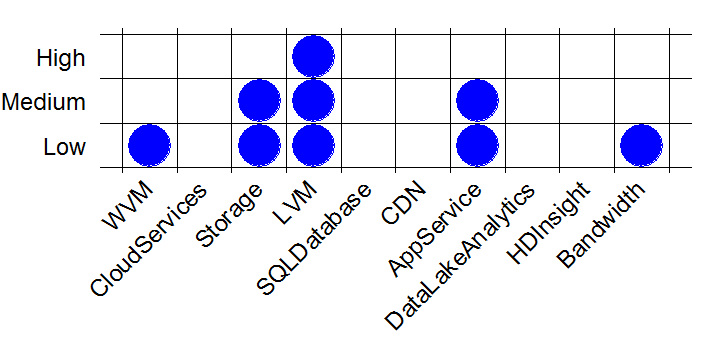 High
Medium
Low
WVM
CloudServices
Storage
LVM
SQLDatabase
CDN
AppService
DataLakeAnalytics
HDInsight
Bandwidth